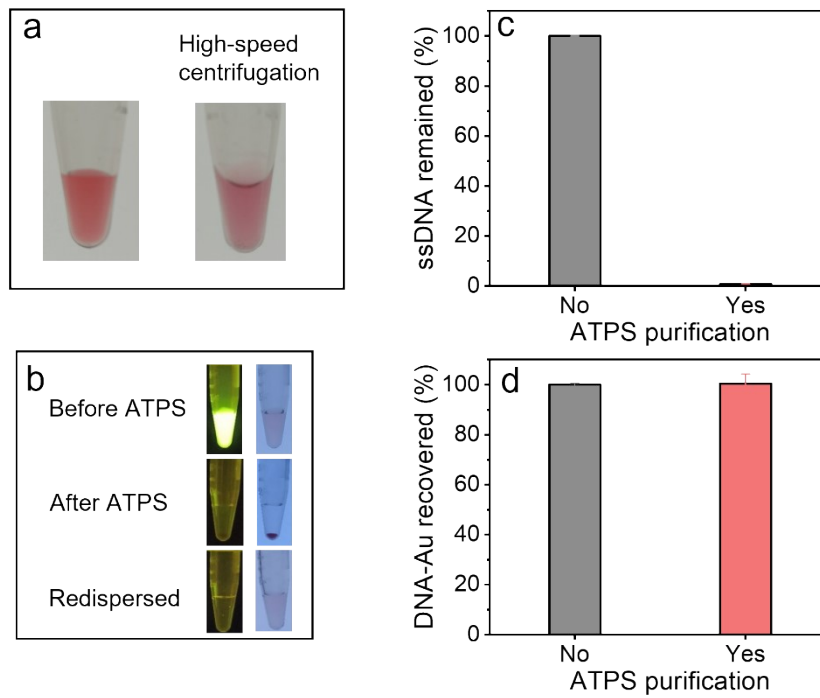 a
High-speed
centrifugation
b
Before ATPS
After ATPS
Redispersed
c
ssDNA remained (%)
100
80
60
40
20
0
No
Yes
ATPS purification
d
DNA-Au recovered (%)
100
80
60
40
20
0
No
Yes
ATPS purification